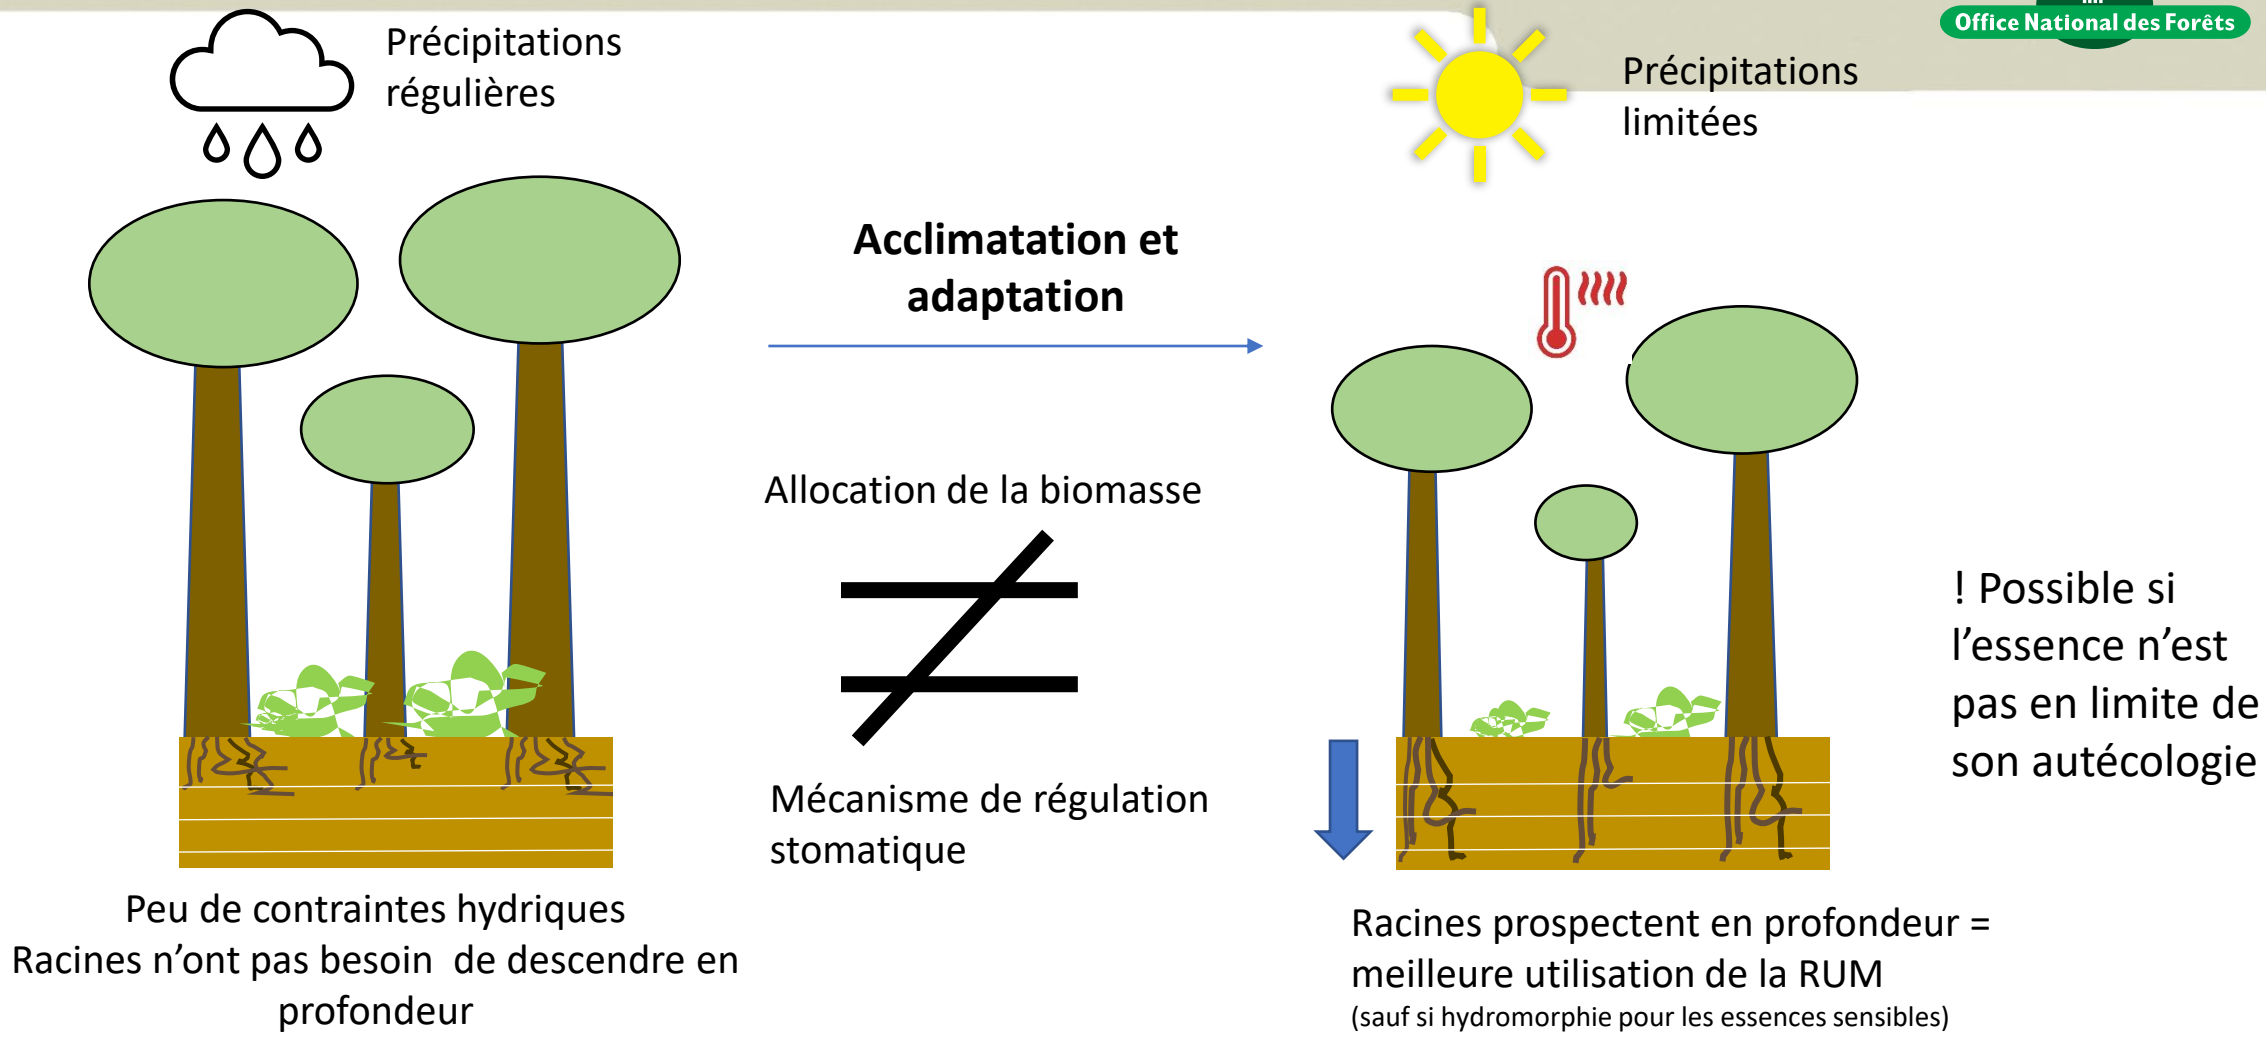 Office National des Forêts
Précipitations
régulières
Précipitations
limitées
Acclimatation et
adaptation
Allocation de la biomasse
Mécanisme de régulation
stomatique
! Possible si
l’essence n’est
pas en limite de
son autécologie
Peu de contraintes hydriques
Racines n’ont pas besoin  de descendre en
profondeur
Racines prospectent en profondeur =
meilleure utilisation de la RUM
(sauf si hydromorphie pour les essences sensibles)